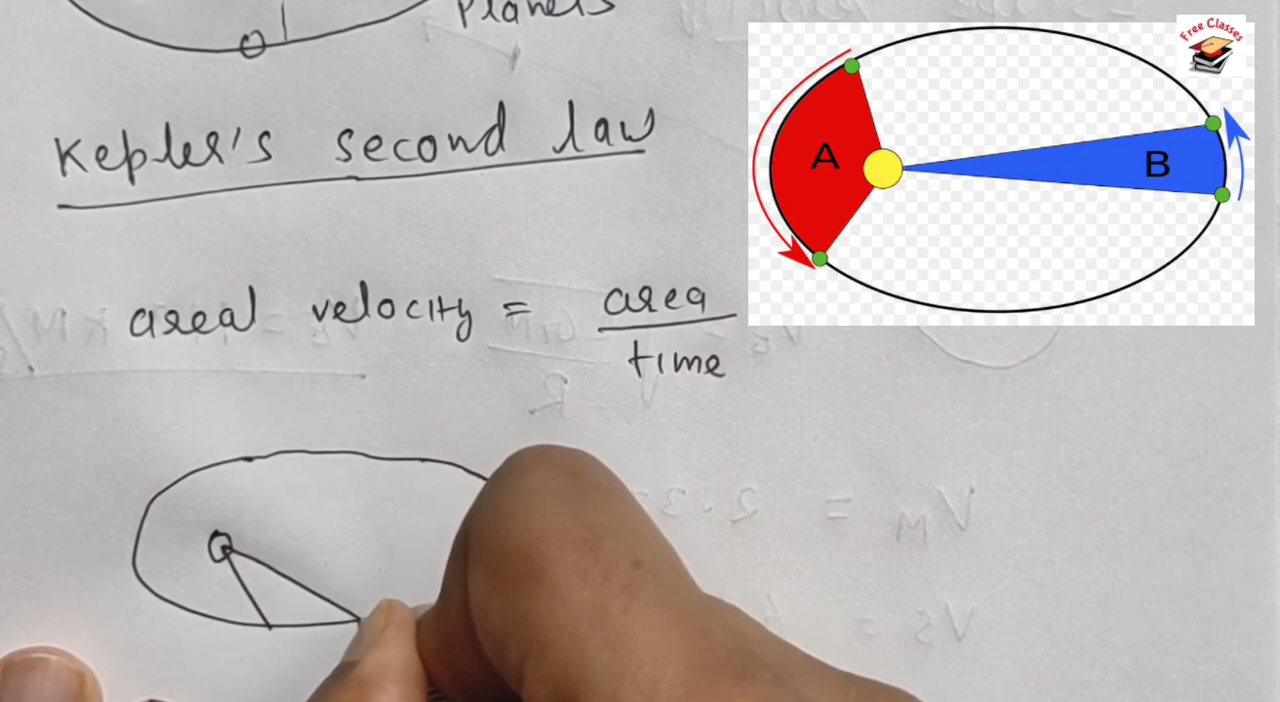 Planets
Kepler's second law
areal velocity = area
time
A
B
Free Classes